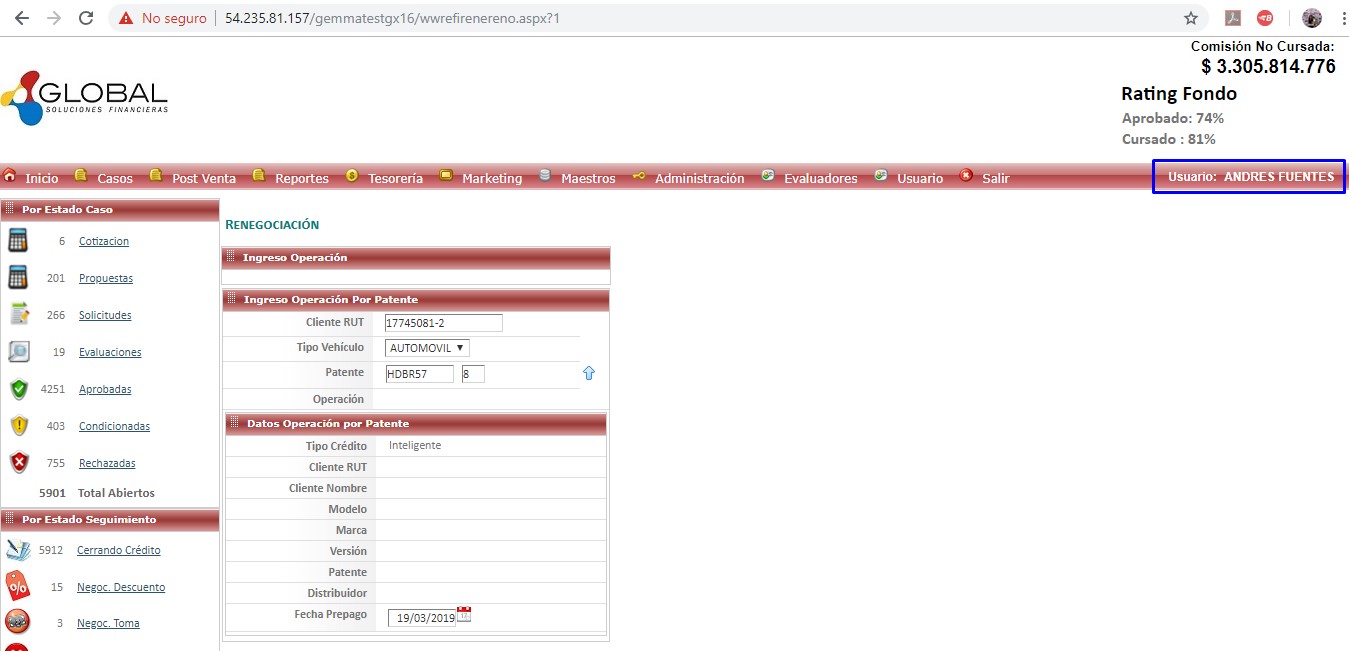 No seguro | 54.235.81.157/gemmatestgx16/wwrefirenereno.aspx?1
Comisión No Cursada:
$ 3.305.814.776
Rating Fondo
Aprobado: 74%
Cursado : 81%
GLOBAL
SOLUCIONES FINANCIERAS
Inicio Casos Post Venta Reportes Tesorería Marketing Maestros Administración Evaluadores Usuario Salir Usuario: ANDRES FUENTES
Por Estado Caso
6 Cotizacion
201 Propuestas
266 Solicitudes
19 Evaluaciones
4251 Aprobadas
403 Condicionadas
755 Rechazadas
5901 Total Abiertos
Por Estado Seguimiento
5912 Cerrando Crédito
15 Negoc. Descuento
3 Negoc. Toma
RENEGOCIACIÓN
Ingreso Operación
Ingreso Operación Por Patente
Cliente RUT 17745081-2
Tipo Vehículo AUTOMOVIL
Patente HDBR57 8
Operación
Datos Operación por Patente
Tipo Crédito Inteligente
Cliente RUT
Cliente Nombre
Modelo
Marca
Versión
Patente
Distribuidor
Fecha Prepago 19/03/2019